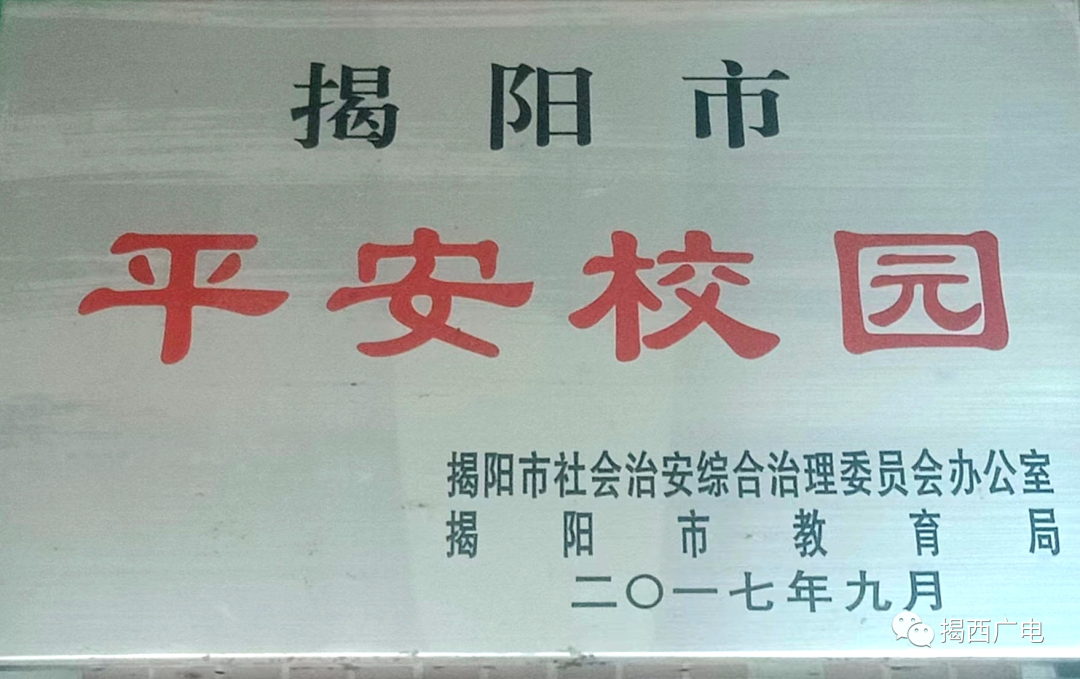 揭阳市
平安校园
揭阳市社会治安综合治理委员会办公室
揭阳市教育局
二〇一七年九月
揭西广电